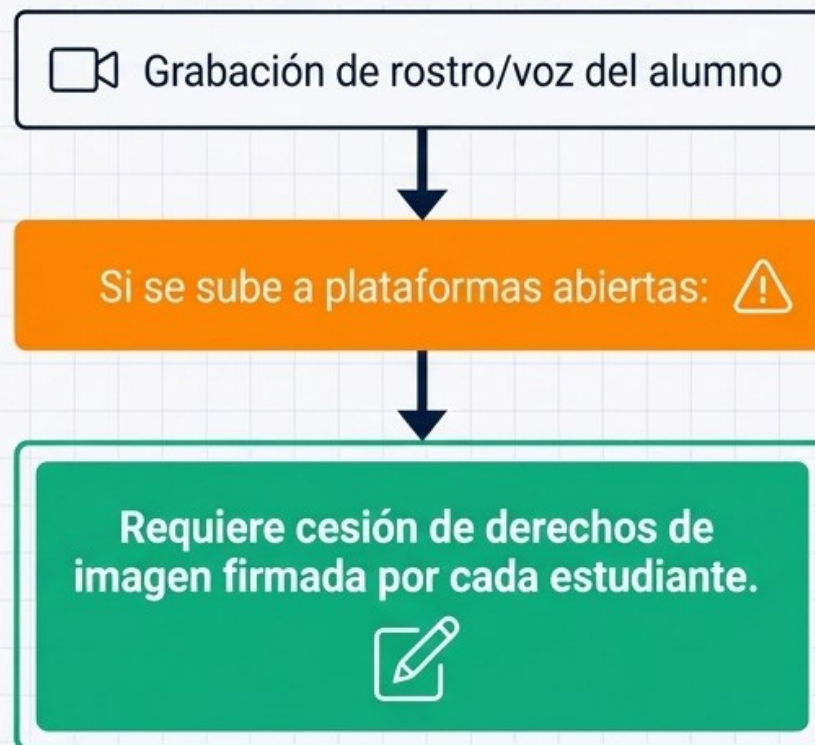 Grabación de rostro/voz del alumno
Si se sube a plataformas abiertas:
Requiere cesión de derechos de
imagen firmada por cada estudiante.